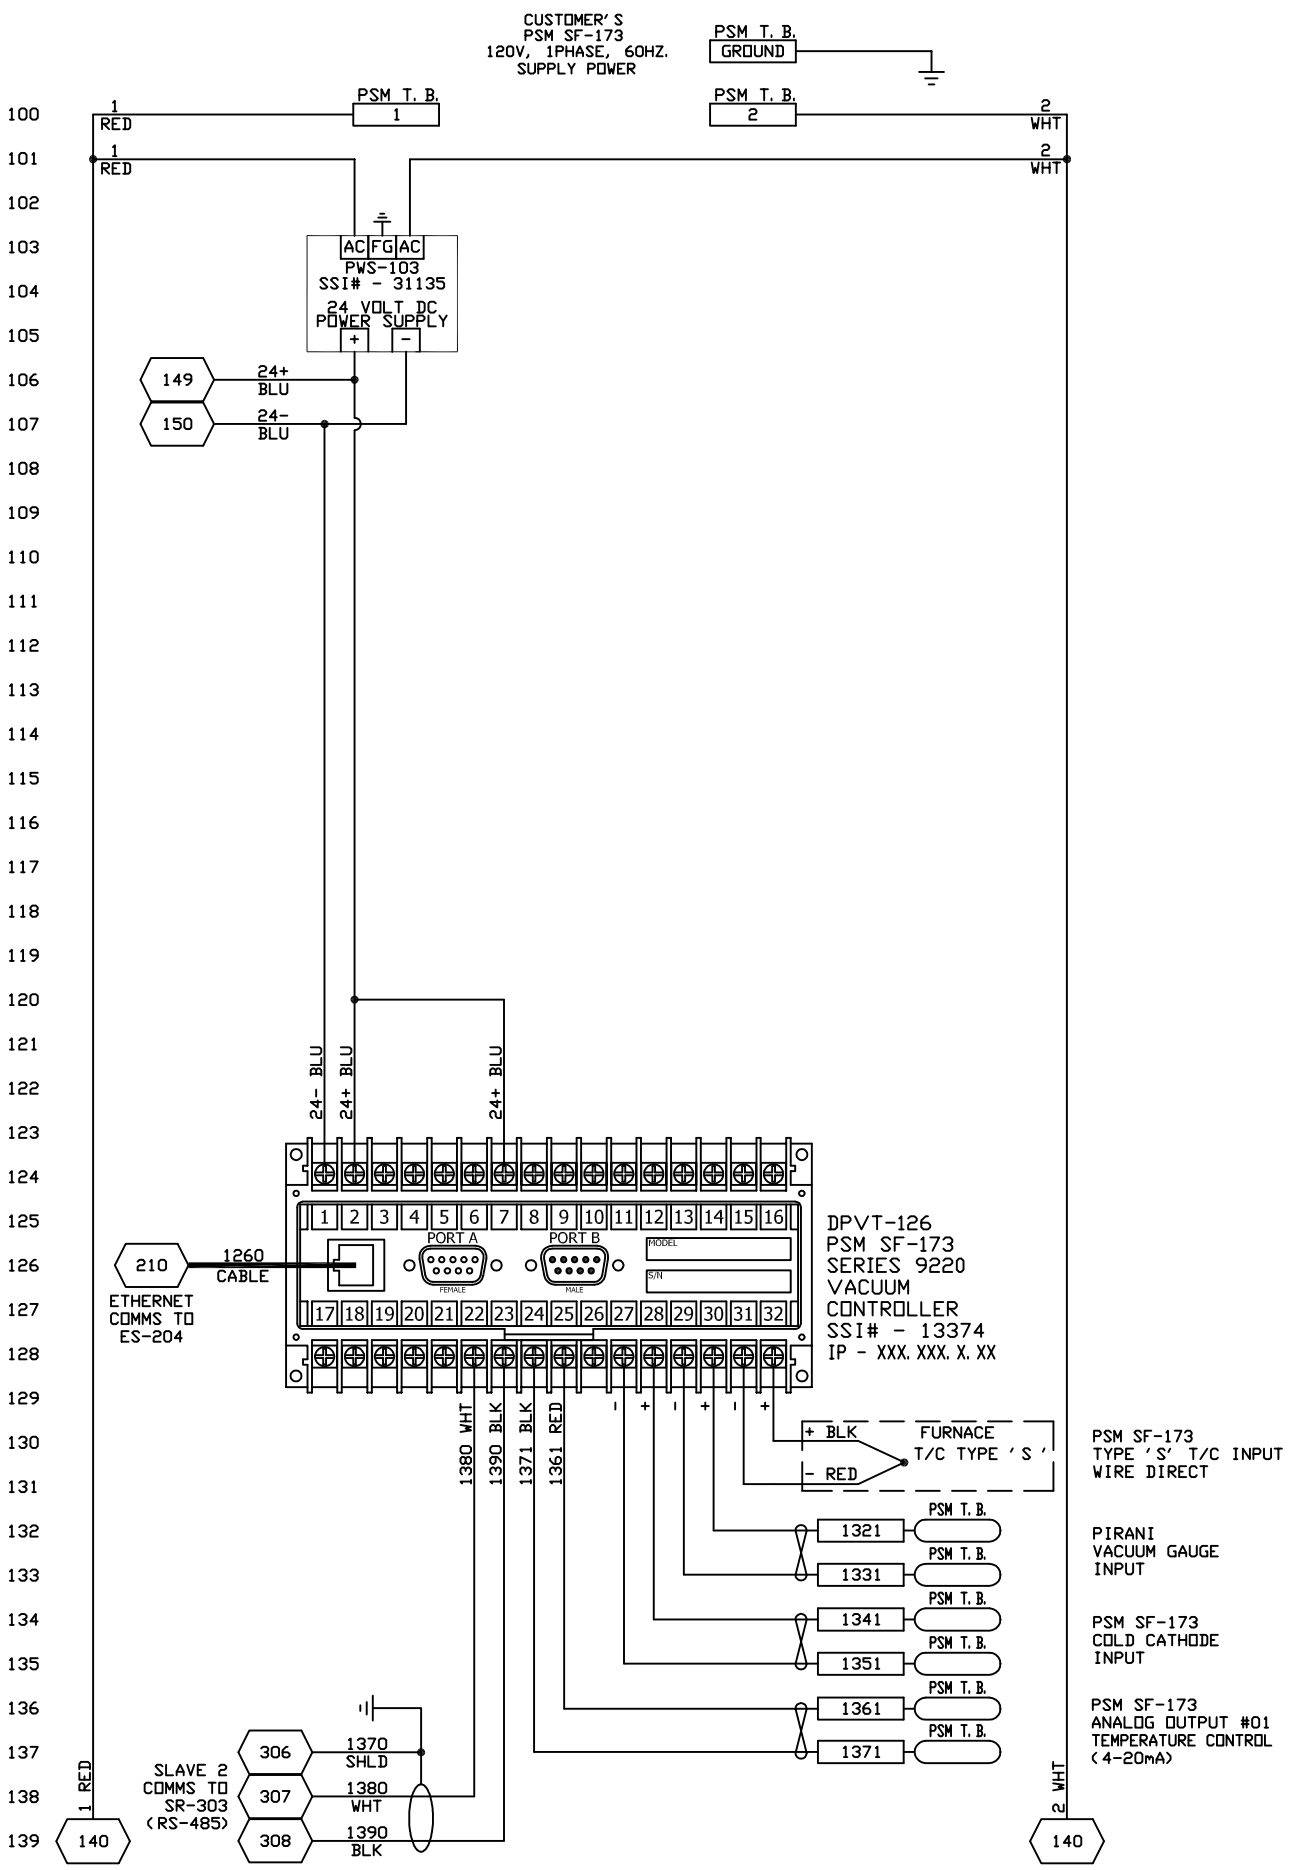 CUSTOMER'S
PSM SF-173
120V, 1PHASE, 60HZ.
SUPPLY POWER
PSM T. B.
GROUND
100
1
RED
PSM T. B.
1
PSM T. B.
2
2
WHT
101
1
RED
2
WHT
102
103
AC FG AC
PWS-103
SSI# - 31135
104
24 VOLT DC
POWER SUPPLY
105
+ -
106
149
24+
BLU
107
150
24-
BLU
108
109
110
111
112
113
114
115
116
117
118
119
120
121
122
24- BLU
24+ BLU
24+ BLU
123
124
125
1 2 3 4 5 6 7 8 9 10 11 12 13 14 15 16
PORT A
FEMALE
PORT B
MALE
MODEL
S/N
126
210
1260
CABLE
ETHERNET
COMMS TO
ES-204
DPVT-126
PSM SF-173
SERIES 9220
VACUUM
CONTROLLER
SSI# - 13374
IP - XXX. XXX. X. XX
127
17 18 19 20 21 22 23 24 25 26 27 28 29 30 31 32
128
129
- + - + - +
1380 WHT
1390 BLK
1371 BLK
1361 RED
130
+ BLK
FURNACE
T/C TYPE 'S'
- RED
PSM SF-173
TYPE 'S' T/C INPUT
WIRE DIRECT
131
132
1321
PSM T. B.
133
1331
PSM T. B.
PIRANI
VACUUM GAUGE
INPUT
134
1341
PSM T. B.
135
1351
PSM T. B.
PSM SF-173
COLD CATHODE
INPUT
136
1361
PSM T. B.
137
1371
PSM T. B.
PSM SF-173
ANALOG OUTPUT #01
TEMPERATURE CONTROL
(4-20mA)
306
1370
SHLD
138
1 RED
SLAVE 2
COMMS TO
SR-303
(RS-485)
307
1380
WHT
2 WHT
139
140
308
1390
BLK
140